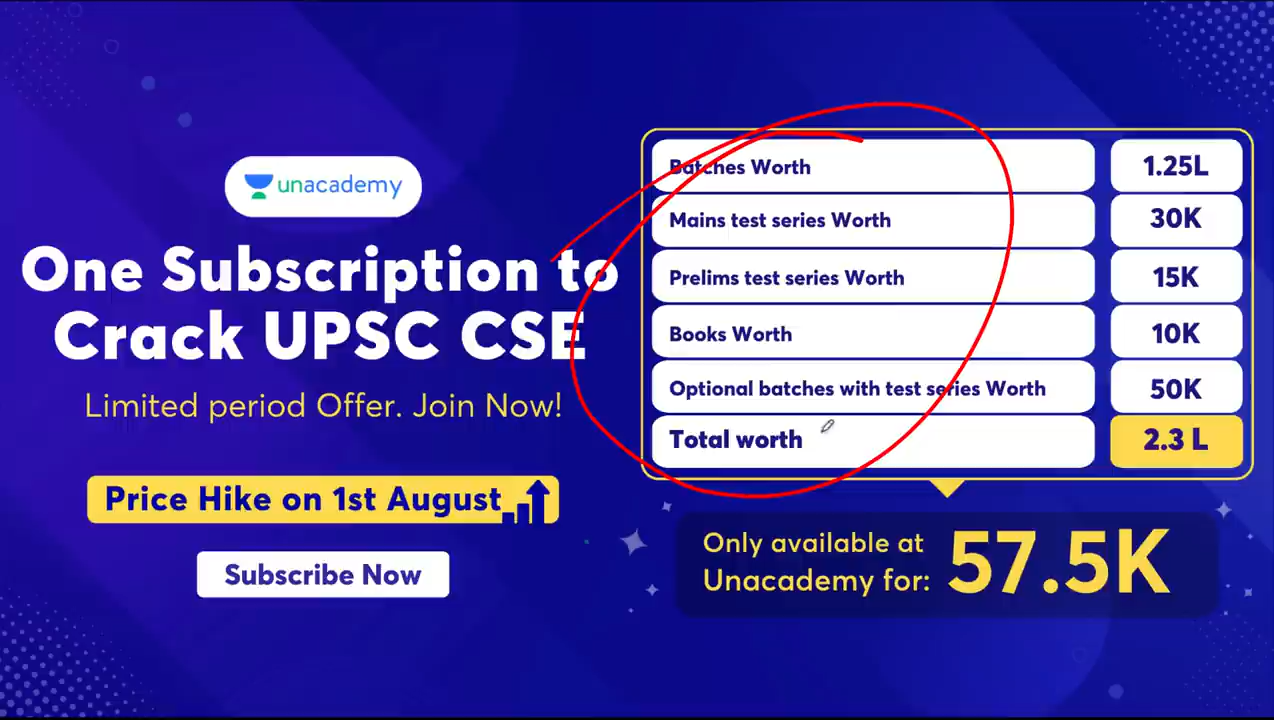 unacademy
One Subscription to
Crack UPSC CSE
Limited period Offer. Join Now!
Price Hike on 1st August
Subscribe Now
Batches Worth 1.25L
Mains test series Worth 30K
Prelims test series Worth 15K
Books Worth 10K
Optional batches with test series Worth 50K
Total worth 2.3 L
Only available at
Unacademy for: 57.5K